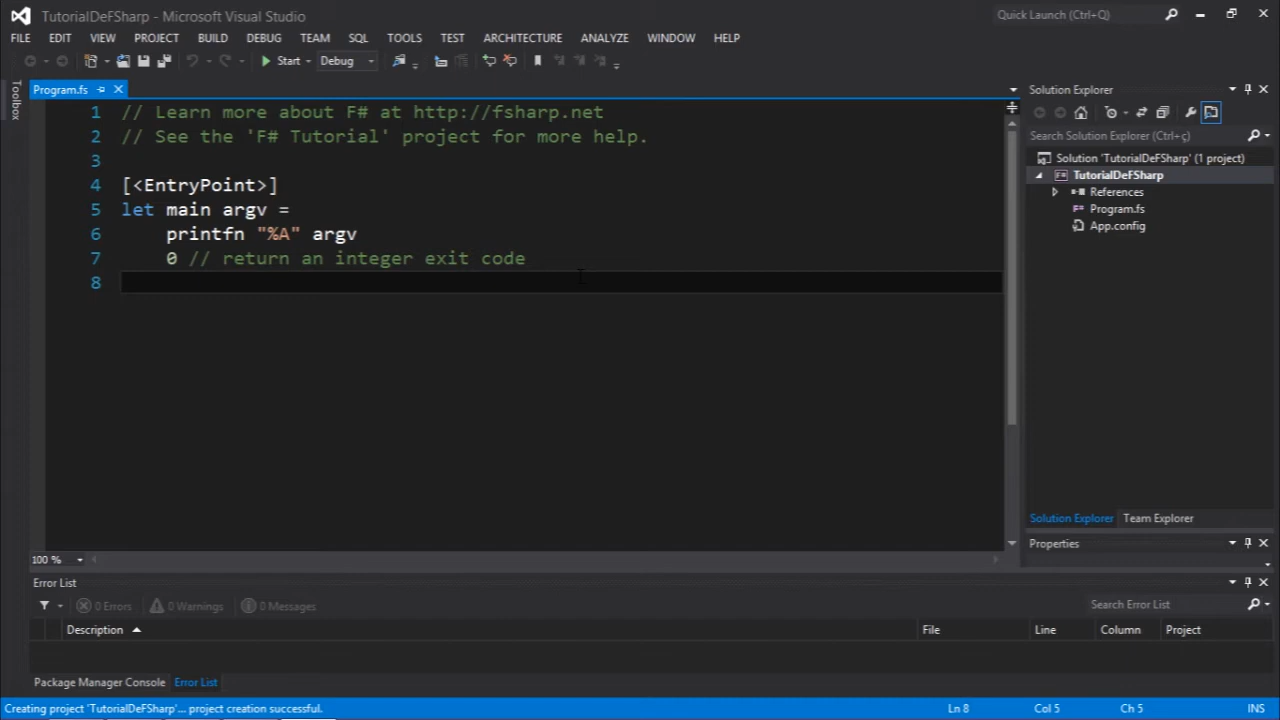 TutorialDeFSharp - Microsoft Visual Studio
Quick Launch (Ctrl+Q)
FILE EDIT VIEW PROJECT BUILD DEBUG TEAM SQL TOOLS TEST ARCHITECTURE ANALYZE WINDOW HELP
Start Debug
Toolbox
Program.fs
1 // Learn more about F# at http://fsharp.net
2 // See the 'F# Tutorial' project for more help.
3
4 [<EntryPoint>]
5 let main argv =
6 printfn "%A" argv
7 0 // return an integer exit code
8
100 %
Solution Explorer
Search Solution Explorer (Ctrl+ç)
Solution 'TutorialDeFSharp' (1 project)
TutorialDeFSharp
References
Program.fs
App.config
Solution Explorer Team Explorer
Properties
Error List
0 Errors 0 Warnings 0 Messages
Search Error List
Description File Line Column Project
Package Manager Console Error List
Creating project 'TutorialDeFSharp'... project creation successful. Ln 8 Col 5 Ch 5 INS